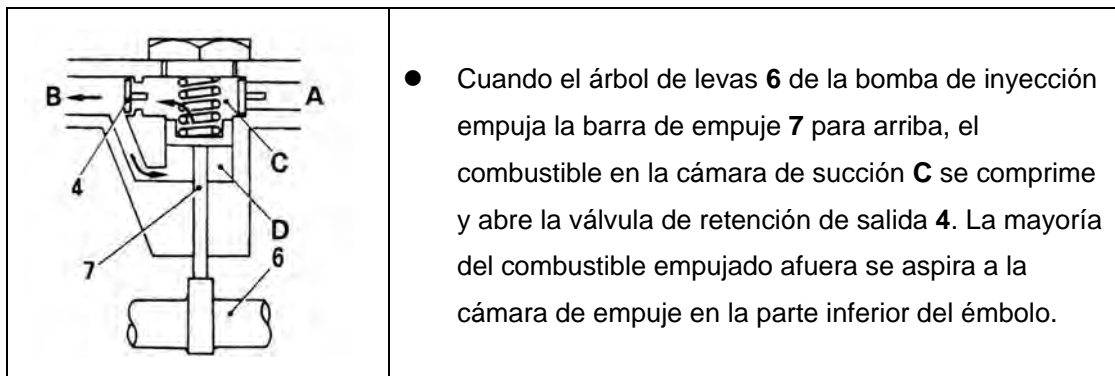 B
A
C
4
D
7
6
● Cuando el árbol de levas 6 de la bomba de inyección
empuja la barra de empuje 7 para arriba, el
combustible en la cámara de succión C se comprime
y abre la válvula de retención de salida 4. La mayoría
del combustible empujado afuera se aspira a la
cámara de empuje en la parte inferior del émbolo.